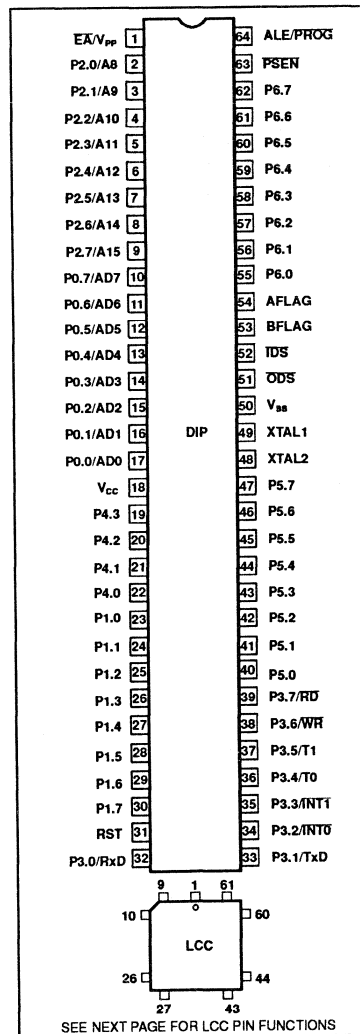 E̅A̅/VPP 1 64 ALE/P̅R̅O̅G̅
P2.0/A8 2 63 P̅S̅E̅N̅
P2.1/A9 3 62 P6.7
P2.2/A10 4 61 P6.6
P2.3/A11 5 60 P6.5
P2.4/A12 6 59 P6.4
P2.5/A13 7 58 P6.3
P2.6/A14 8 57 P6.2
P2.7/A15 9 56 P6.1
P0.7/AD7 10 55 P6.0
P0.6/AD6 11 54 AFLAG
P0.5/AD5 12 53 BFLAG
P0.4/AD4 13 52 I̅D̅S̅
P0.3/AD3 14 51 O̅D̅S̅
P0.2/AD2 15 50 VSS
P0.1/AD1 16 DIP 49 XTAL1
P0.0/AD0 17 48 XTAL2
VCC 18 47 P5.7
P4.3 19 46 P5.6
P4.2 20 45 P5.5
P4.1 21 44 P5.4
P4.0 22 43 P5.3
P1.0 23 42 P5.2
P1.1 24 41 P5.1
P1.2 25 40 P5.0
P1.3 26 39 P3.7/R̅D̅
P1.4 27 38 P3.6/W̅R̅
P1.5 28 37 P3.5/T1
P1.6 29 36 P3.4/T0
P1.7 30 35 P3.3/I̅N̅T̅1̅
RST 31 34 P3.2/I̅N̅T̅0̅
P3.0/RxD 32 33 P3.1/TxD
9 1 61
10 60
LCC
26 44
27 43
SEE NEXT PAGE FOR LCC PIN FUNCTIONS